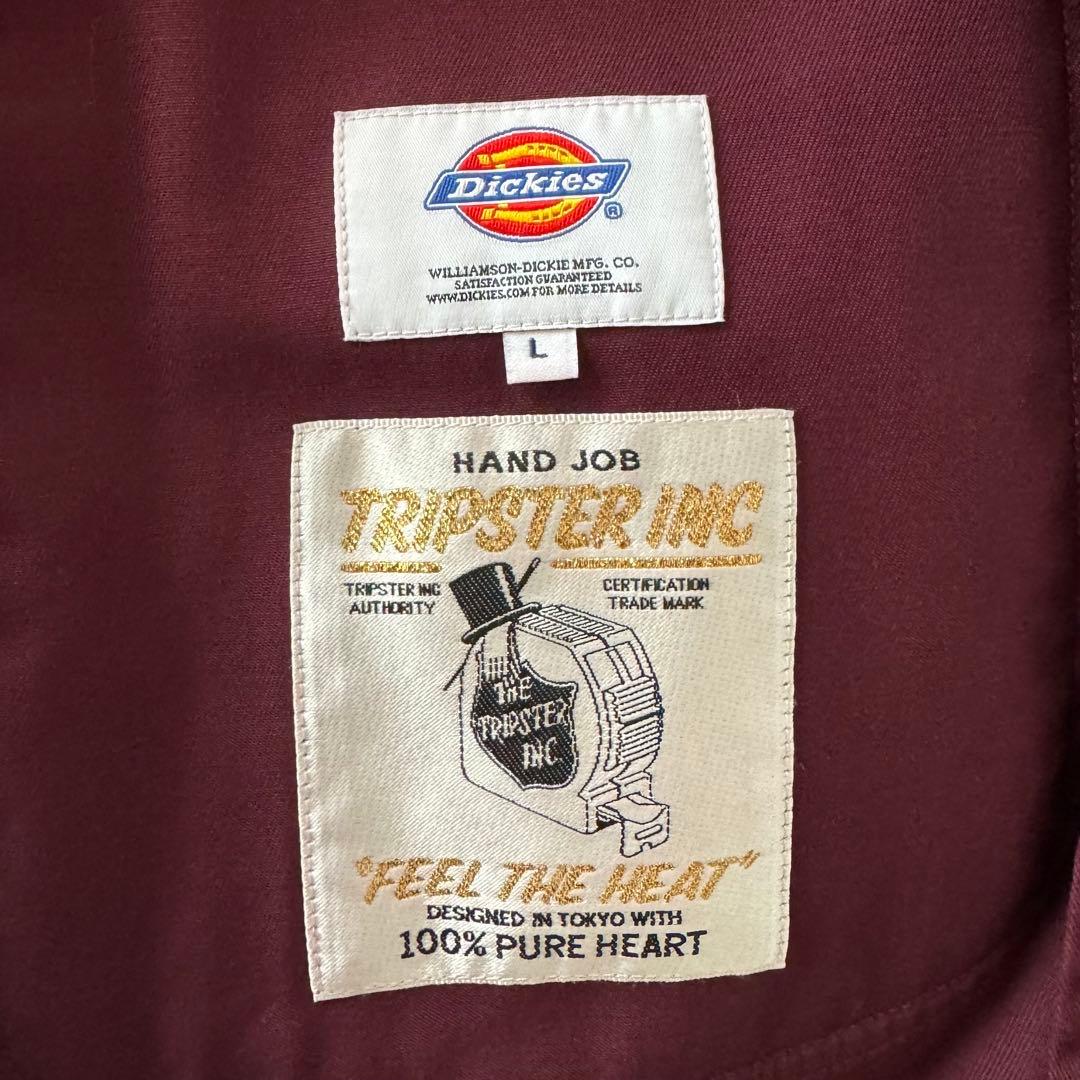 Dickies
®
WILLIAMSON-DICKIE MFG. CO.
SATISFACTION GUARANTEED
WWW.DICKIES.COM FOR MORE DETAILS
L
HAND JOB
TRIPSTER INC
TRIPSTER INC
AUTHORITY
CERTIFICATION
TRADE MARK
THE
TRIPSTER
INC
"FEEL THE HEAT"
DESIGNED IN TOKYO WITH
100% PURE HEART